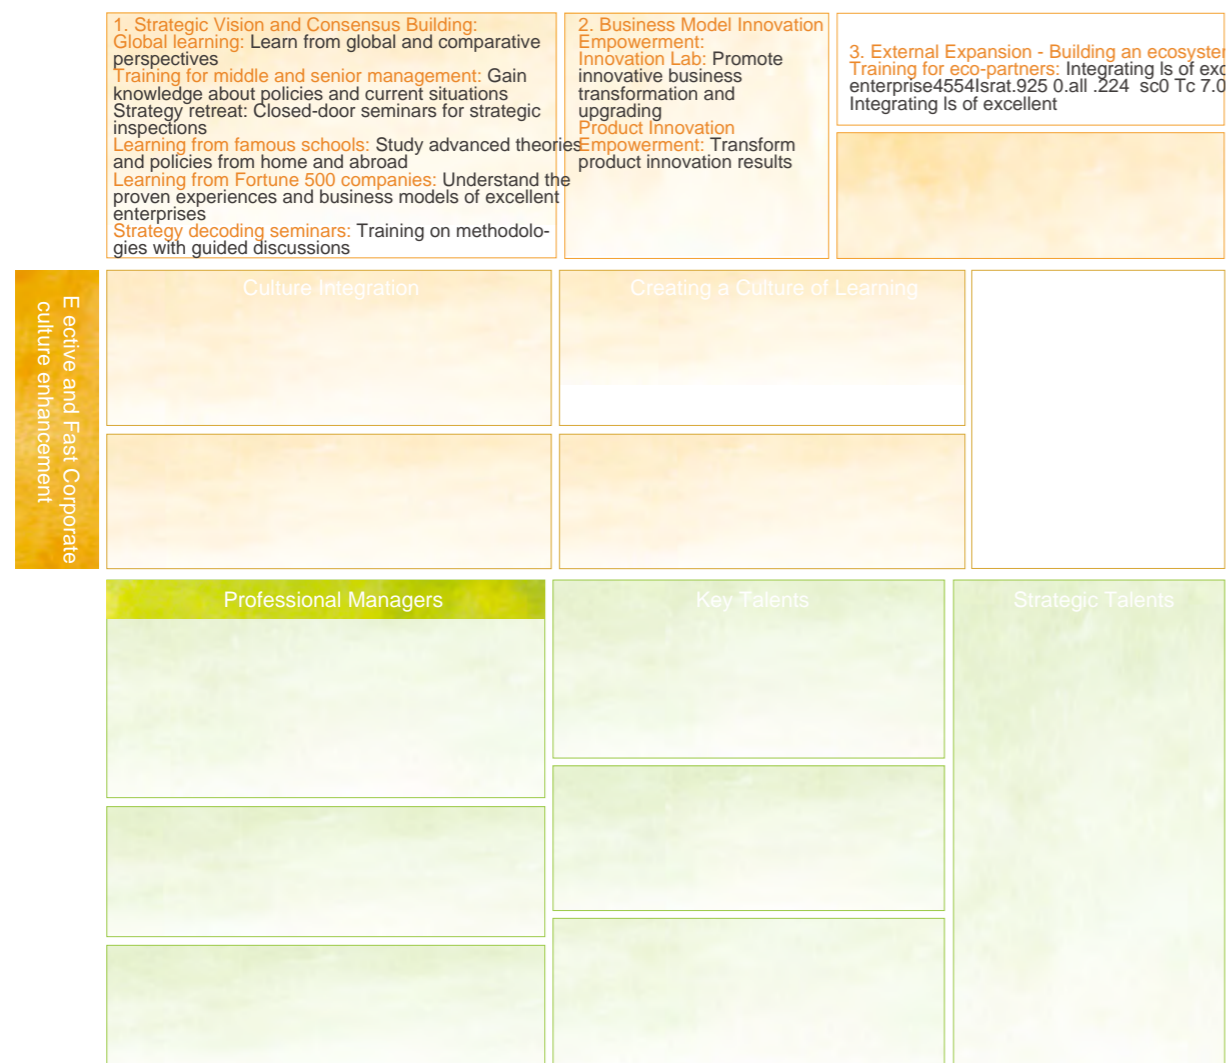 1. Strategic Vision and Consensus Building:
Global learning: Learn from global and comparative
perspectives
Training for middle and senior management: Gain
knowledge about policies and current situations
Strategy retreat: Closed-door seminars for strategic
inspections
Learning from famous schools: Study advanced theories
and policies from home and abroad
Learning from Fortune 500 companies: Understand the
proven experiences and business models of excellent
enterprises
Strategy decoding seminars: Training on methodolo-
gies with guided discussions
2. Business Model Innovation
Empowerment:
Innovation Lab: Promote
innovative business
transformation and
upgrading
Product Innovation
Empowerment: Transform
product innovation results
3. External Expansion - Building an ecosyster
Training for eco-partners: Integrating ls of exc
enterprise4554lsrat.925 0.all .224 sc0 Tc 7.0
Integrating ls of excellent
E ective and Fast Corporate
culture enhancement
Culture Integration
Creating a Culture of Learning
Professional Managers
Key Talents
Strategic Talents